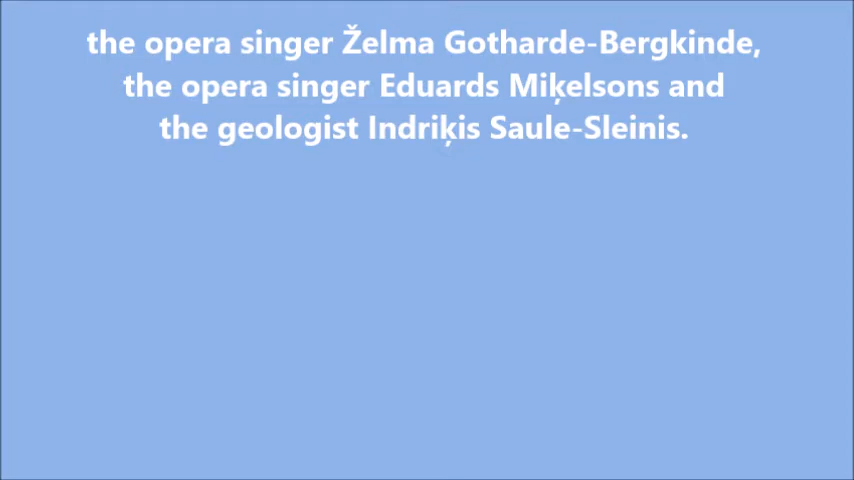 the opera singer Želma Gotharde-Bergkinde,
the opera singer Eduards Miķelsons and
the geologist Indriķis Saule-Sleinis.